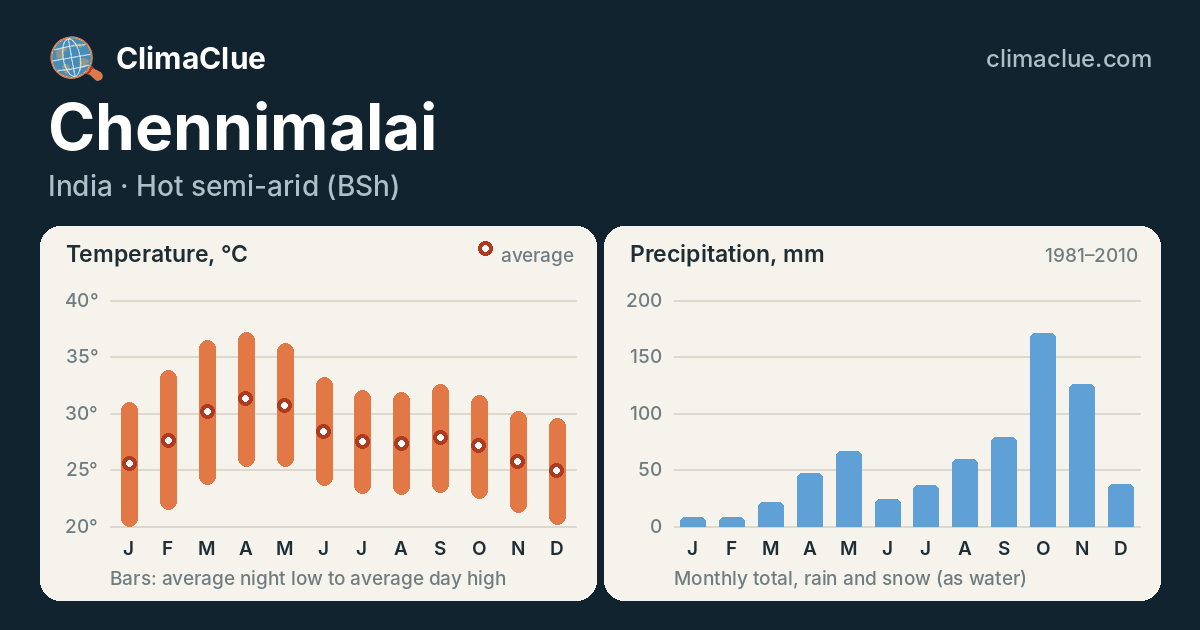 ClimaClue
climaclue.com
Chennimalai
India · Hot semi-arid (BSh)
Temperature, °C
average
40°
35°
30°
25°
20°
J F M A M J J A S O N D
Bars: average night low to average day high
Precipitation, mm
1981–2010
200
150
100
50
0
J F M A M J J A S O N D
Monthly total, rain and snow (as water)